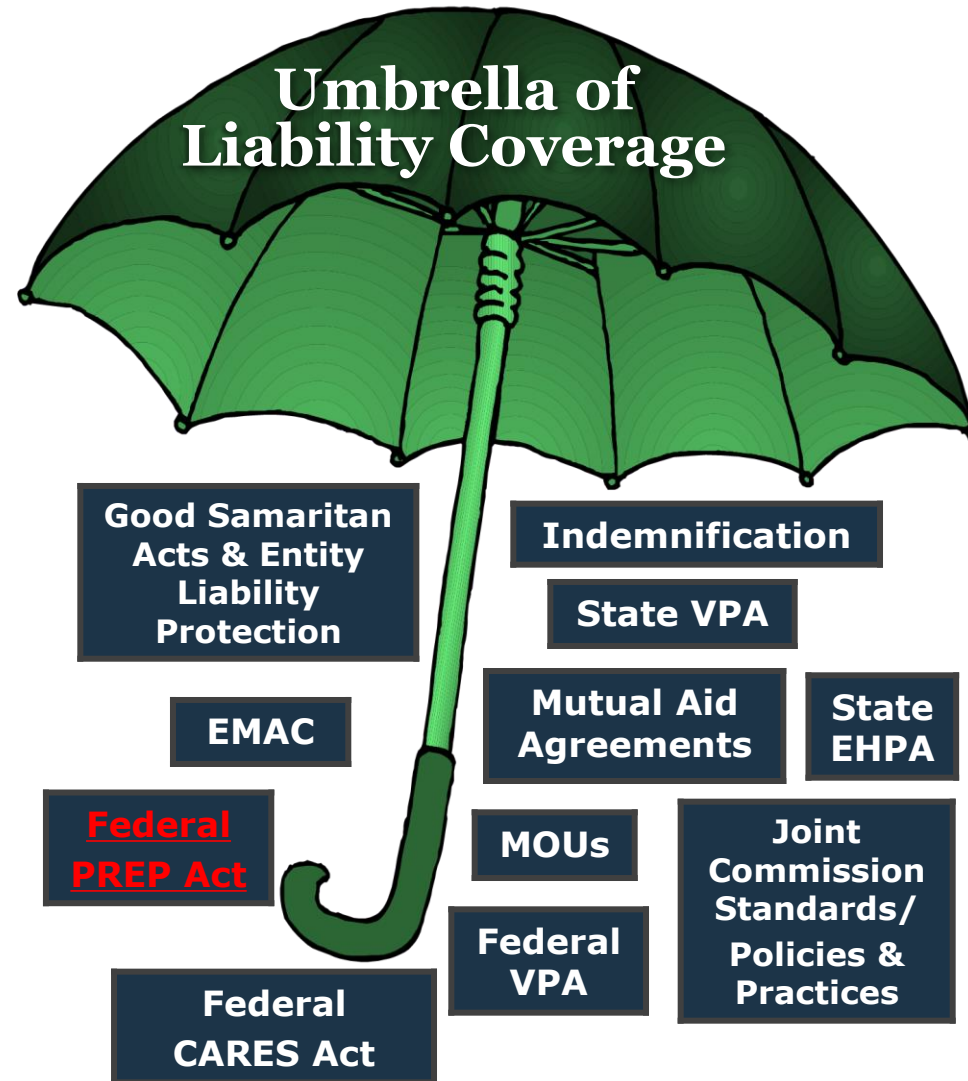 Umbrella of
Liability Coverage
Good Samaritan
Acts & Entity
Liability
Protection
Indemnification
State VPA
EMAC
Mutual Aid
Agreements
State
EHPA
Federal
PREP Act
MOUs
Joint
Commission
Standards/
Policies &
Practices
Federal
VPA
Federal
CARES Act